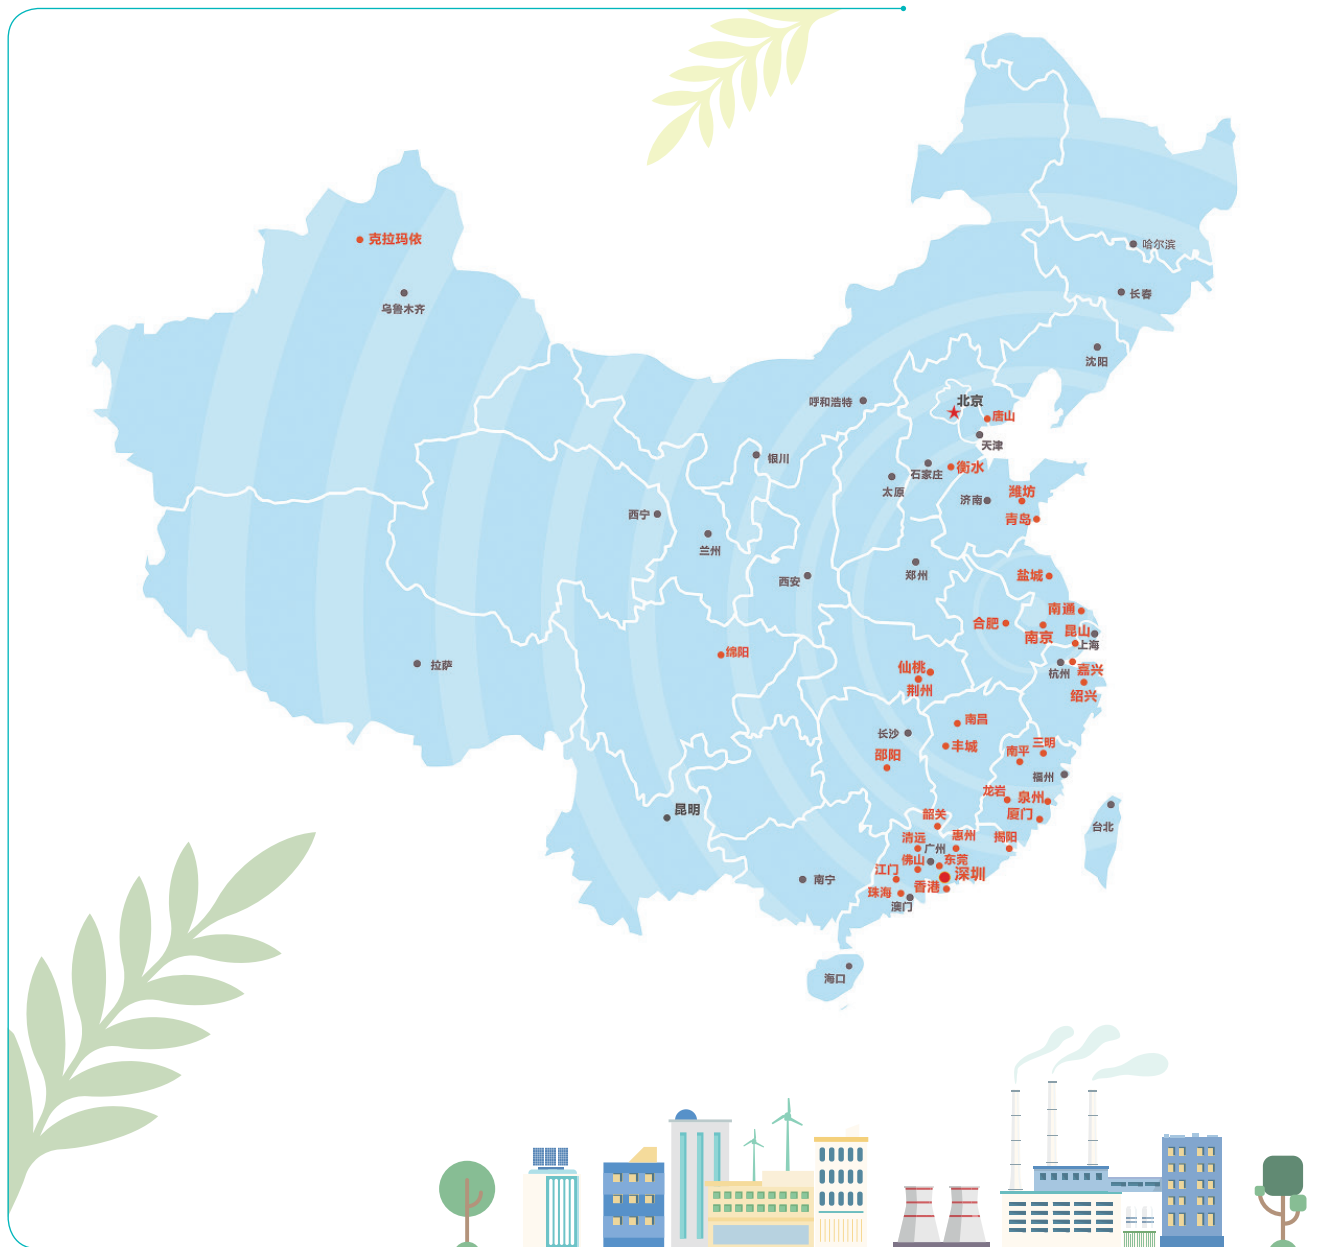 克拉玛依
哈尔滨
长春
乌鲁木齐
沈阳
北京
呼和浩特
唐山
天津
银川
石家庄
衡水
太原
潍坊
济南
西宁
青岛
兰州
郑州
盐城
西安
南通
合肥
南京
昆山
上海
绵阳
拉萨
仙桃
杭州
嘉兴
荆州
绍兴
南昌
长沙
丰城
三明
南平
邵阳
福州
龙岩
泉州
昆明
韶关
厦门
台北
清远
惠州
揭阳
广州
佛山
东莞
江门
深圳
南宁
香港
珠海
澳门
海口